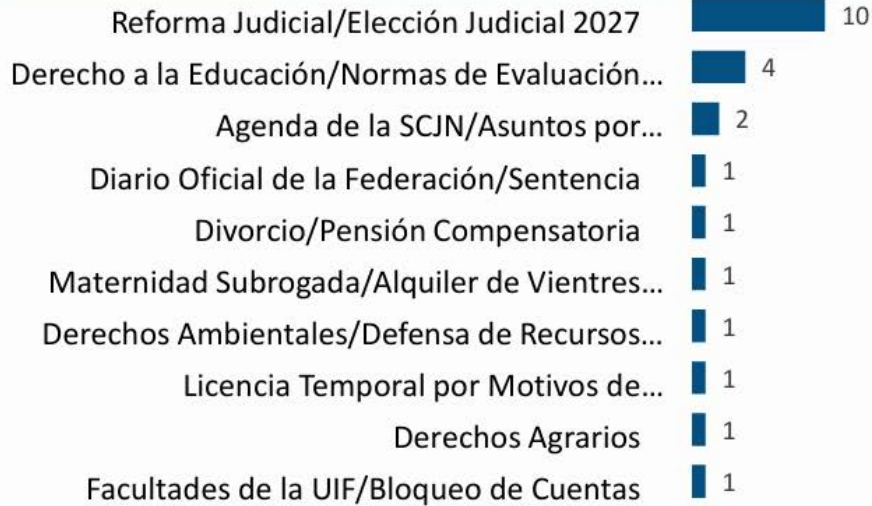 Reforma Judicial/Elección Judicial 2027 10
Derecho a la Educación/Normas de Evaluación... 4
Agenda de la SCJN/Asuntos por... 2
Diario Oficial de la Federación/Sentencia 1
Divorcio/Pensión Compensatoria 1
Maternidad Subrogada/Alquiler de Vientres... 1
Derechos Ambientales/Defensa de Recursos... 1
Licencia Temporal por Motivos de... 1
Derechos Agrarios 1
Facultades de la UIF/Bloqueo de Cuentas 1